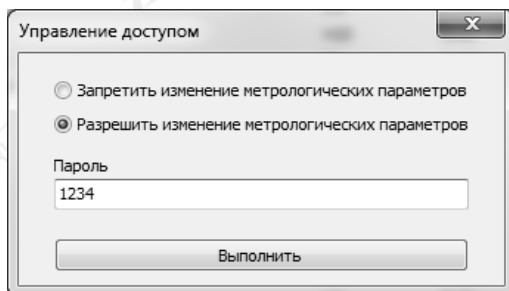 Управление доступом
Запретить изменение метрологических параметров
Разрешить изменение метрологических параметров
Пароль
1234
Выполнить